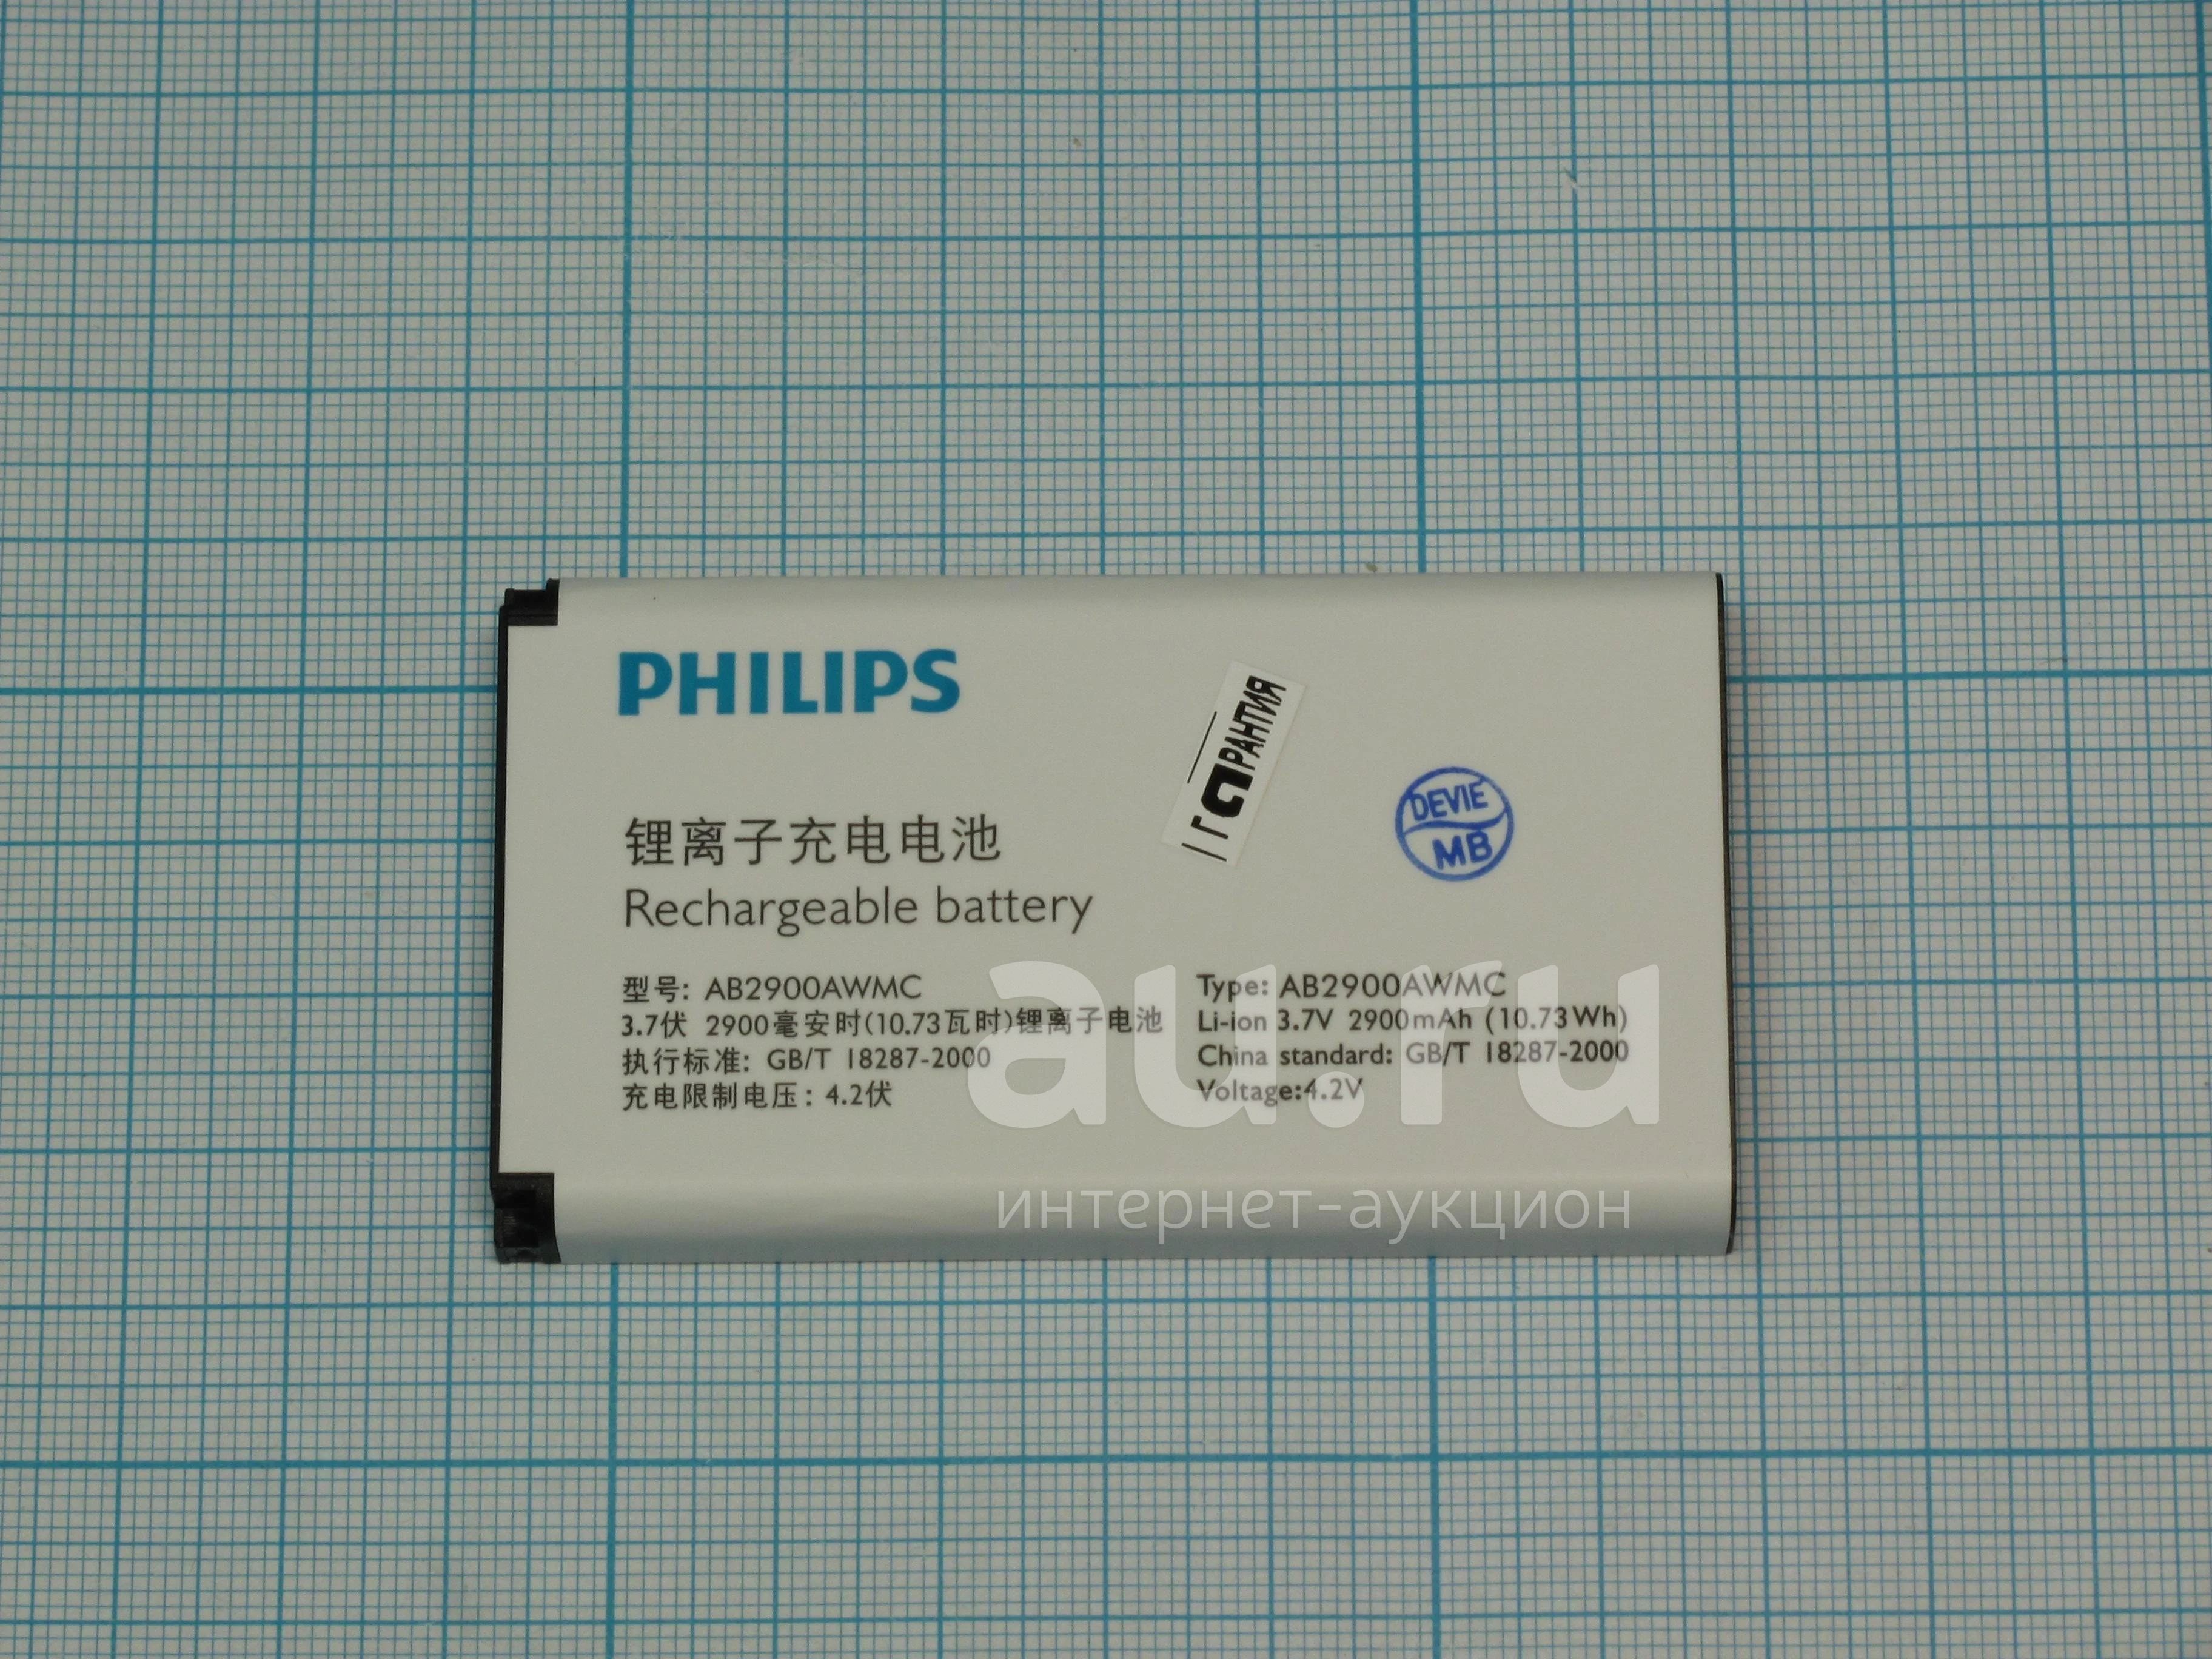 PHILIPS
ГАРАНТИЯ
DEVIE
MB
锂离子充电电池
Rechargeable battery
型号: AB2900AWMC
3.7伏 2900毫安时(10.73瓦时)锂离子电池
执行标准: GB/T 18287-2000
充电限制电压: 4.2伏
Type: AB2900AWMC
Li-ion 3.7V 2900mAh (10.73Wh)
China standard: GB/T 18287-2000
Voltage:4.2V
au.ru
интернет-аукцион